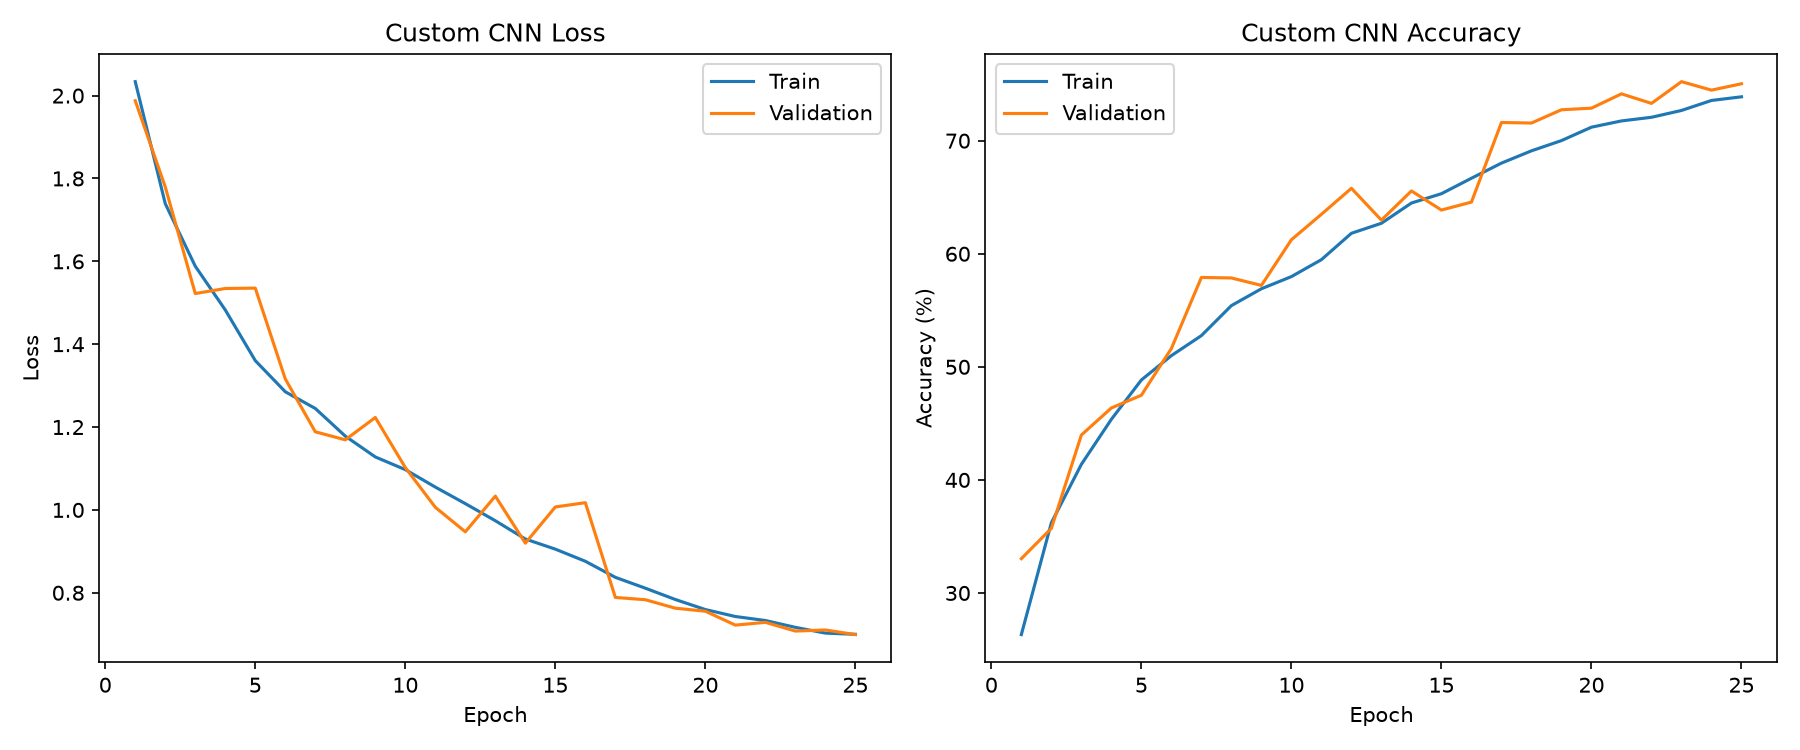 Custom CNN Loss
Train
Validation
2.0
1.8
1.6
1.4
1.2
1.0
0.8
Loss
0 5 10 15 20 25
Epoch
Custom CNN Accuracy
Train
Validation
70
60
50
40
30
Accuracy (%)
0 5 10 15 20 25
Epoch